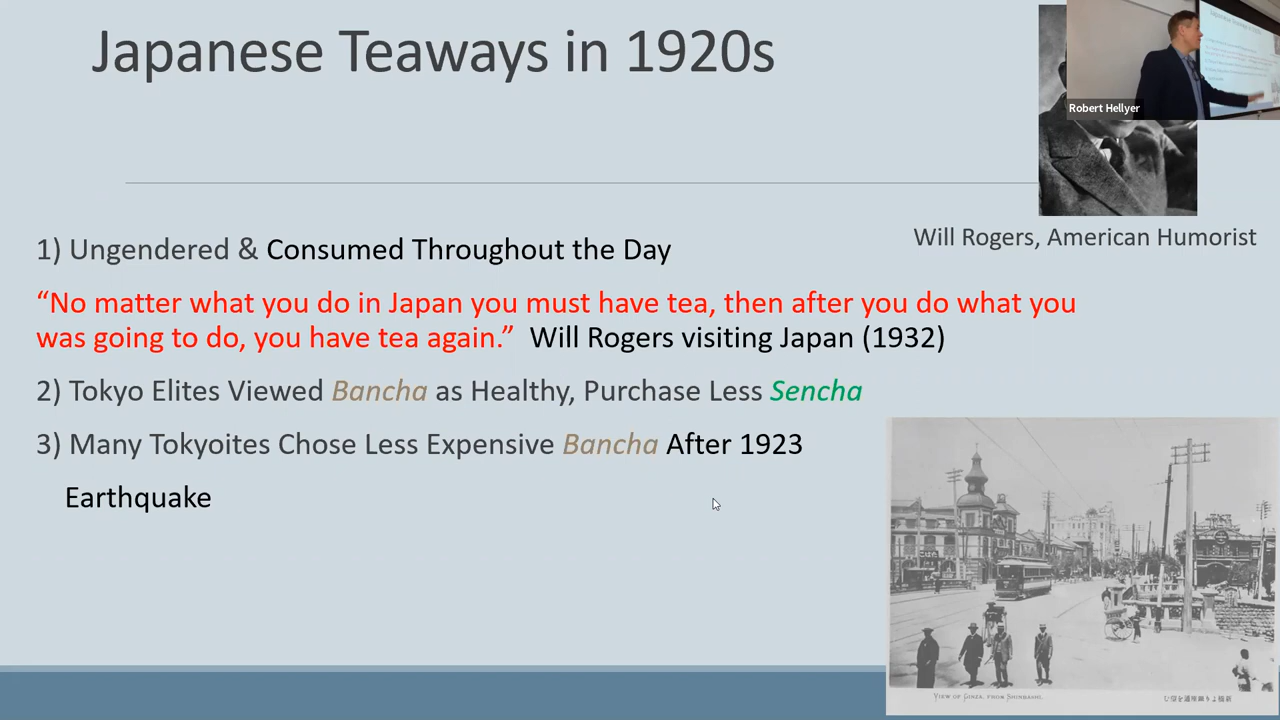 Japanese Teaways in 1920s
Robert Hellyer
Will Rogers, American Humorist
1) Ungendered & Consumed Throughout the Day
“No matter what you do in Japan you must have tea, then after you do what you
was going to do, you have tea again.” Will Rogers visiting Japan (1932)
2) Tokyo Elites Viewed Bancha as Healthy, Purchase Less Sencha
3) Many Tokyoites Chose Less Expensive Bancha After 1923
Earthquake
VIEW OF GINZA, FROM SHINBASHI.